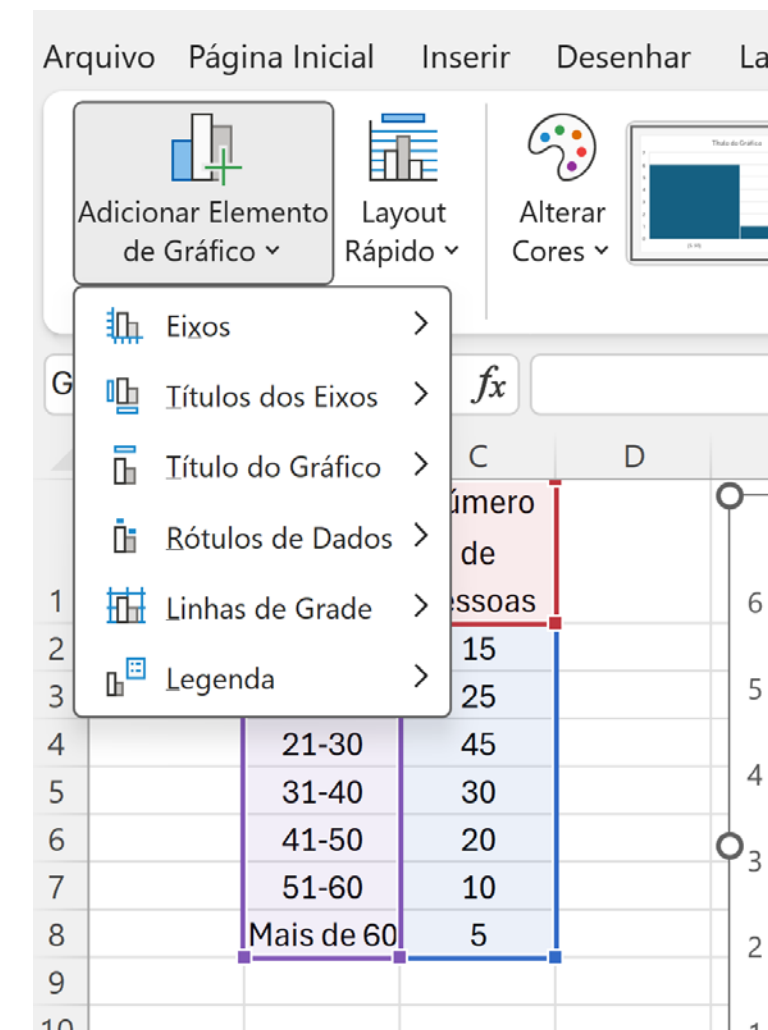 Arquivo Página Inicial Inserir Desenhar La
Adicionar Elemento
de Gráfico
Layout
Rápido
Alterar
Cores
Título do Gráfico
Eixos
Títulos dos Eixos
Título do Gráfico
Rótulos de Dados
Linhas de Grade
Legenda
G
fx
C D
úmero
de
1 essoas 6
2 15
3 25 5
4 21-30 45 4
5 31-40 30
6 41-50 20 3
7 51-60 10
8 Mais de 60 5 2
9
10 1